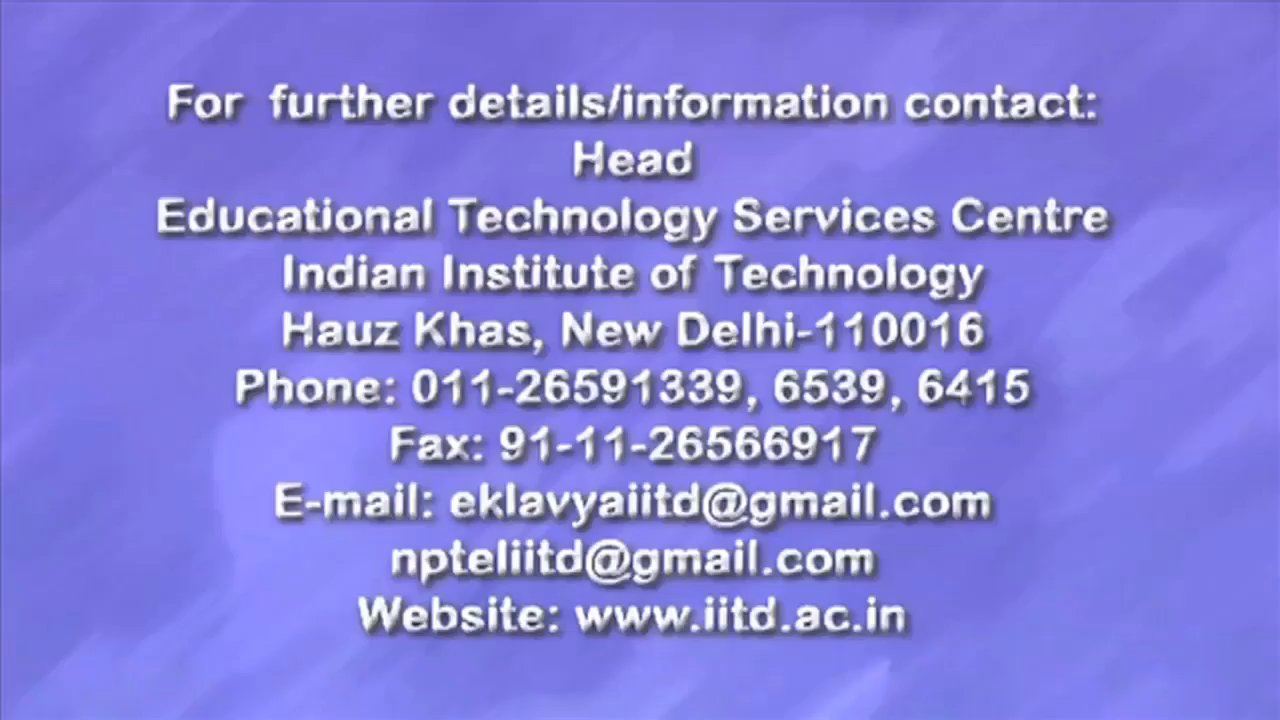 For further details/information contact:
Head
Educational Technology Services Centre
Indian Institute of Technology
Hauz Khas, New Delhi-110016
Phone: 011-26591339, 6539, 6415
Fax: 91-11-26566917
E-mail: eklavyaiitd@gmail.com
npteliitd@gmail.com
Website: www.iitd.ac.in